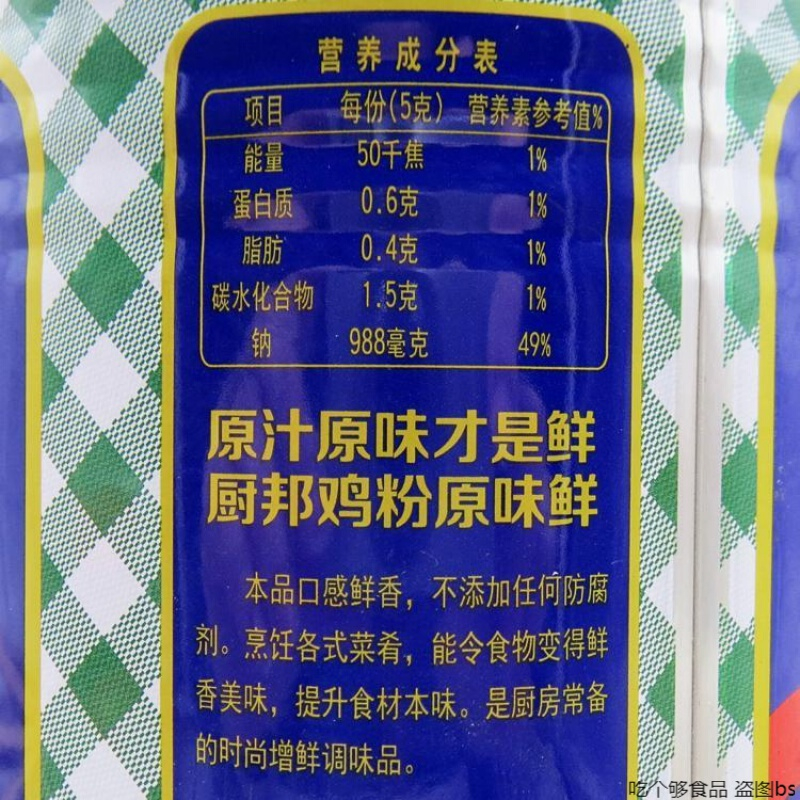 营养成分表
项目 每份(5克) 营养素参考值%
能量 50千焦 1%
蛋白质 0.6克 1%
脂肪 0.4克 1%
碳水化合物 1.5克 1%
钠 988毫克 49%
原汁原味才是鲜
厨邦鸡粉原味鲜
本品口感鲜香，不添加任何防腐
剂。烹饪各式菜肴，能令食物变得鲜
香美味，提升食材本味。是厨房常备
的时尚增鲜调味品。
吃个够食品 盗图bs